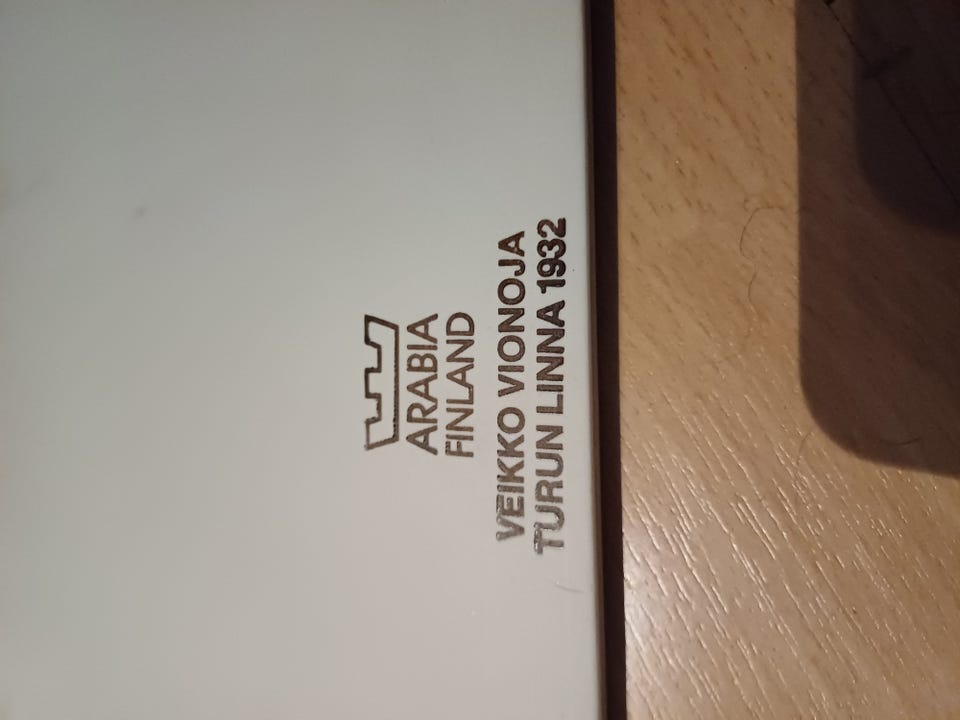 ARABIA
FINLAND
VEIKKO VIONOJA
TURUN LINNA 1932